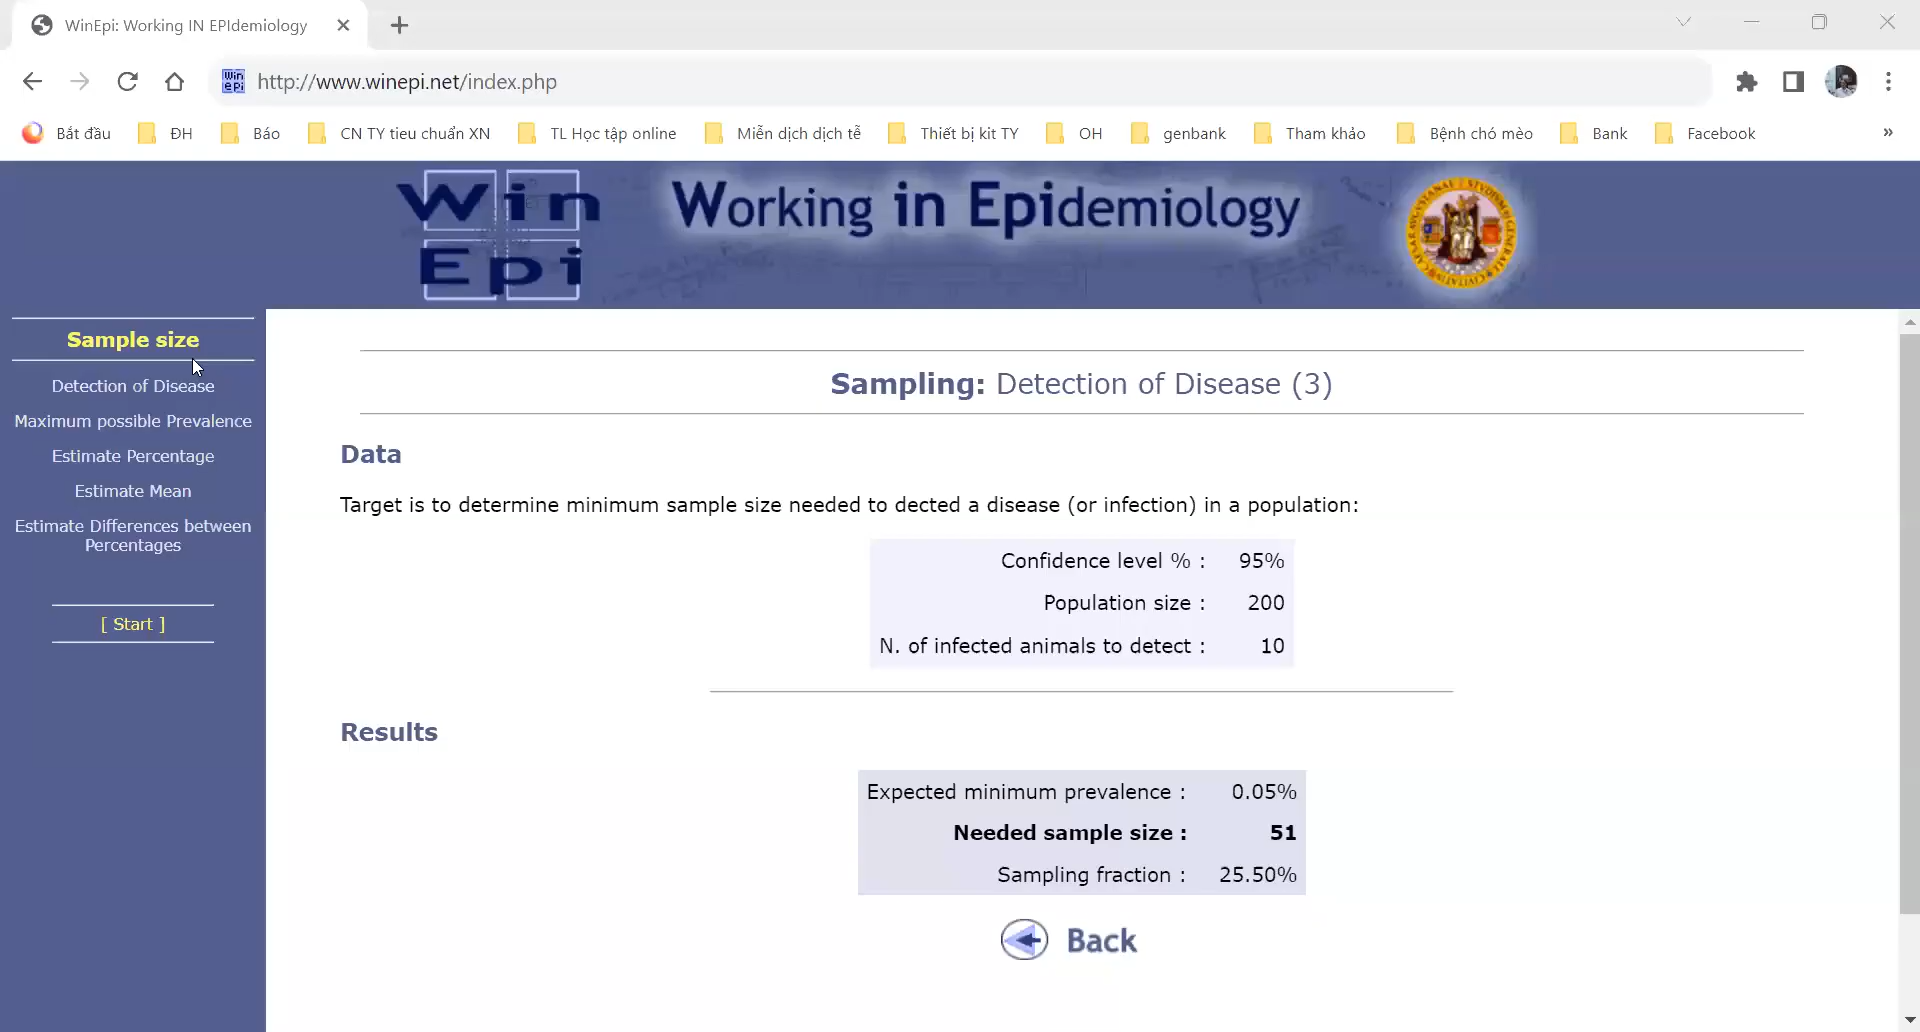 WinEpi: Working IN EPIdemiology
http://www.winepi.net/index.php
Bắt đầu ĐH Báo CN TY tieu chuẩn XN TL Học tập online Miễn dịch dịch tễ Thiết bị kit TY OH genbank Tham khảo Bệnh chó mèo Bank Facebook »
Win
Epi
Working in Epidemiology
Sample size
Detection of Disease
Maximum possible Prevalence
Estimate Percentage
Estimate Mean
Estimate Differences between
Percentages
[ Start ]
Sampling: Detection of Disease (3)
Data
Target is to determine minimum sample size needed to dected a disease (or infection) in a population:
Confidence level % : 95%
Population size : 200
N. of infected animals to detect : 10
Results
Expected minimum prevalence : 0.05%
Needed sample size : 51
Sampling fraction : 25.50%
Back